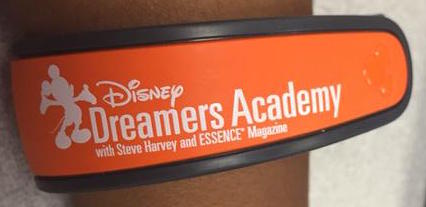 Disney
Dreamers Academy
with Steve Harvey and ESSENCE® Magazine